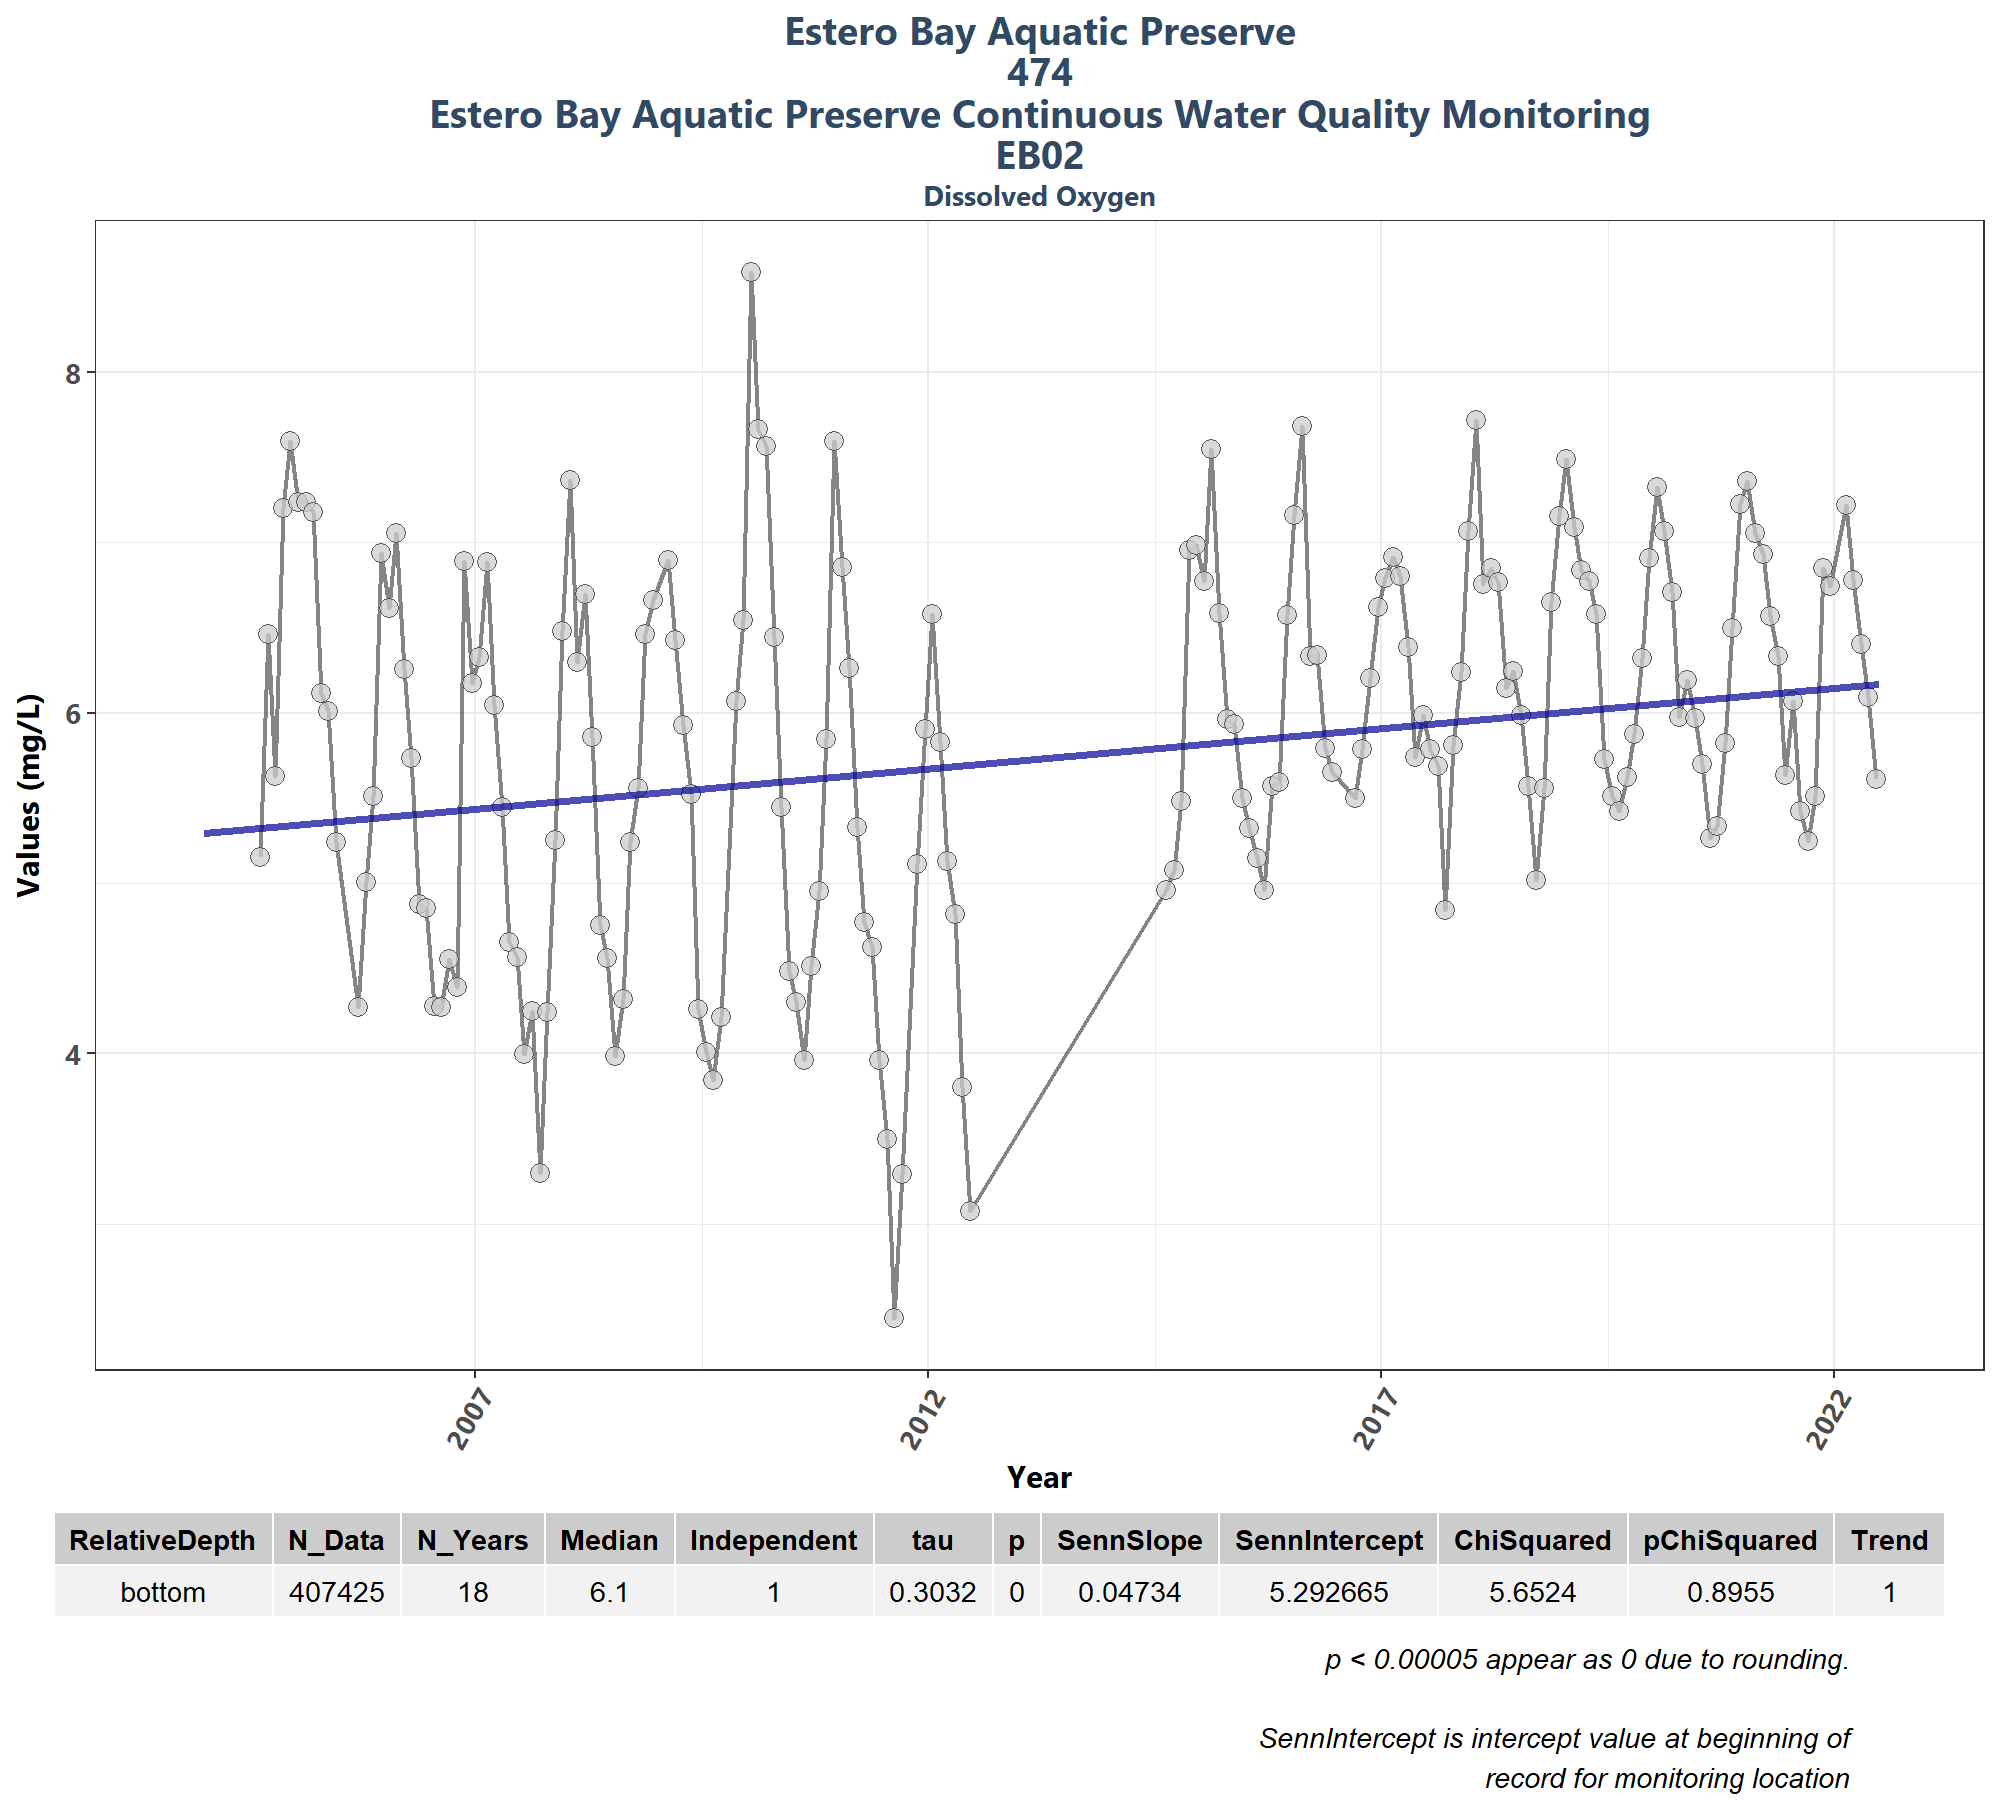 Estero Bay Aquatic Preserve
474
Estero Bay Aquatic Preserve Continuous Water Quality Monitoring
EB02
Dissolved Oxygen
Values (mg/L)
8
6
4
2007
2012
2017
2022
Year
RelativeDepth N_Data N_Years Median Independent tau p SennSlope SennIntercept ChiSquared pChiSquared Trend
bottom 407425 18 6.1 1 0.3032 0 0.04734 5.292665 5.6524 0.8955 1
p < 0.00005 appear as 0 due to rounding.
SennIntercept is intercept value at beginning of
record for monitoring location